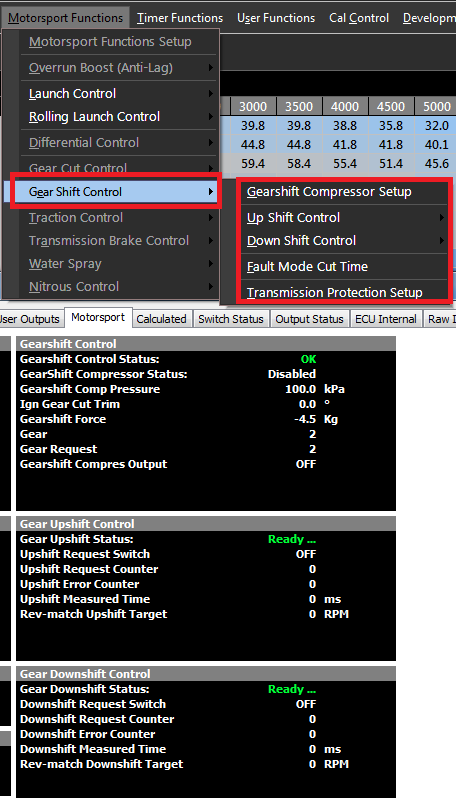 Motorsport Functions Timer Functions User Functions Cal Control Developm
Motorsport Functions Setup
Overrun Boost (Anti-Lag)
Launch Control
Rolling Launch Control
Differential Control
Gear Cut Control
Gear Shift Control
Traction Control
Transmission Brake Control
Water Spray
Nitrous Control
3000 3500 4000 4500 5000
39.8 39.8 38.8 35.8 32.0
44.8 44.8 41.8 41.8 40.1
59.4 58.4 55.4 51.4 45.6
Gearshift Compressor Setup
Up Shift Control
Down Shift Control
Fault Mode Cut Time
Transmission Protection Setup
User Outputs Motorsport Calculated Switch Status Output Status ECU Internal Raw I
Gearshift Control
Gearshift Control Status: OK
GearShift Compressor Status: Disabled
Gearshift Comp Pressure 100.0 kPa
Ign Gear Cut Trim 0.0 °
Gearshift Force -4.5 Kg
Gear 2
Gear Request 2
Gearshift Compres Output OFF
Gear Upshift Control
Gear Upshift Status: Ready ...
Upshift Request Switch OFF
Upshift Request Counter 0
Upshift Error Counter 0
Upshift Measured Time 0 ms
Rev-match Upshift Target 0 RPM
Gear Downshift Control
Gear Downshift Status: Ready ...
Downshift Request Switch OFF
Downshift Request Counter 0
Downshift Error Counter 0
Downshift Measured Time 0 ms
Rev-match Downshift Target 0 RPM